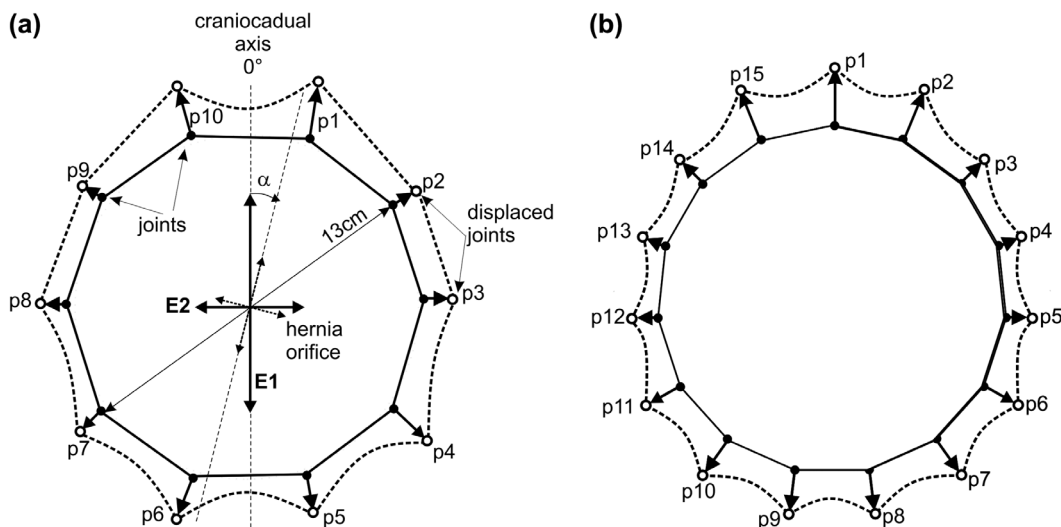 (a)
craniocadual
axis
0°
p10
p1
p9
p2
α
joints
13cm
displaced
joints
p8
E2
p3
hernia
orifice
E1
p7
p4
p6
p5
(b)
p1
p15
p2
p14
p3
p13
p4
p12
p5
p11
p6
p10
p7
p9
p8